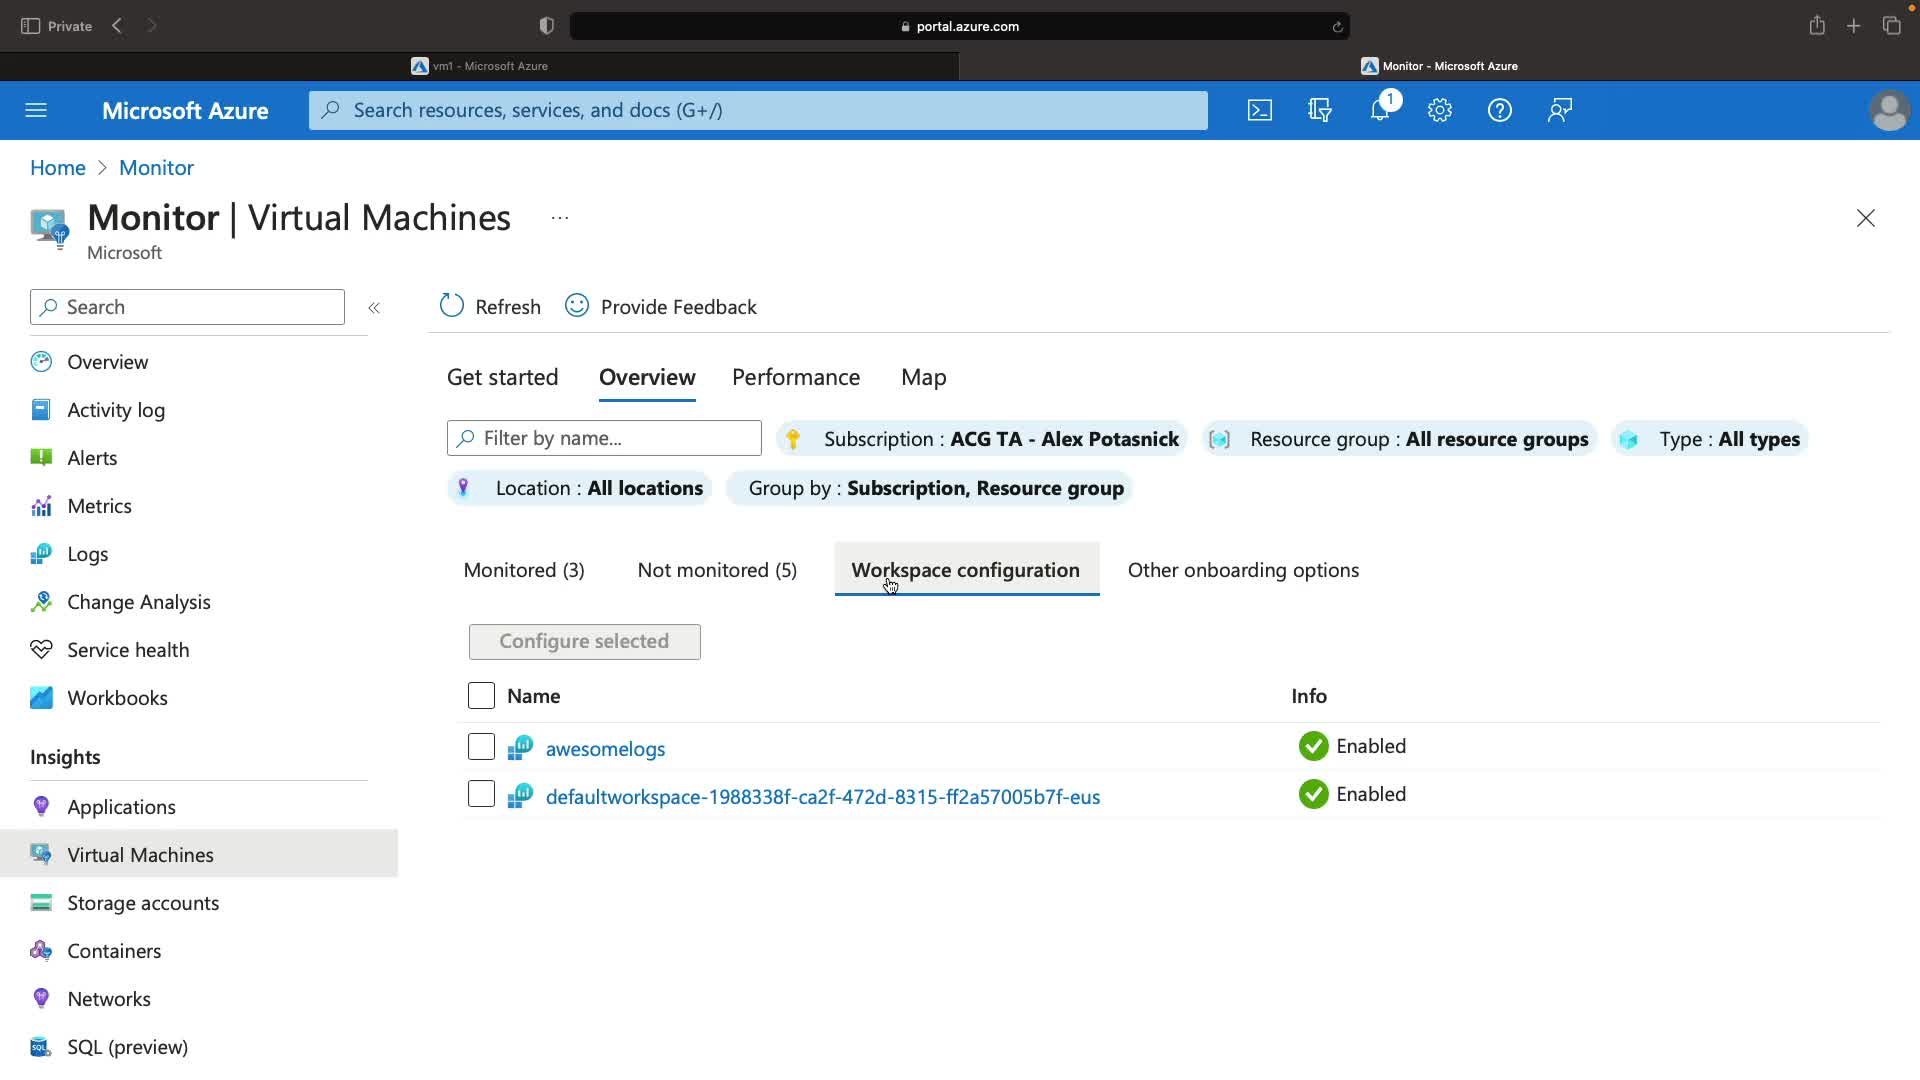 Private
portal.azure.com
vm1 - Microsoft Azure
Monitor - Microsoft Azure
Microsoft Azure
Search resources, services, and docs (G+/)
1
Home > Monitor
Monitor | Virtual Machines ...
Microsoft
Search
«
Refresh
Provide Feedback
Overview
Activity log
Alerts
Metrics
Logs
Change Analysis
Service health
Workbooks
Insights
Applications
Virtual Machines
Storage accounts
Containers
Networks
SQL
SQL (preview)
Get started
Overview
Performance
Map
Filter by name...
Subscription : ACG TA - Alex Potasnick
Resource group : All resource groups
Type : All types
Location : All locations
Group by : Subscription, Resource group
Monitored (3)
Not monitored (5)
Workspace configuration
Other onboarding options
Configure selected
Name
Info
awesomelogs
Enabled
defaultworkspace-1988338f-ca2f-472d-8315-ff2a57005b7f-eus
Enabled